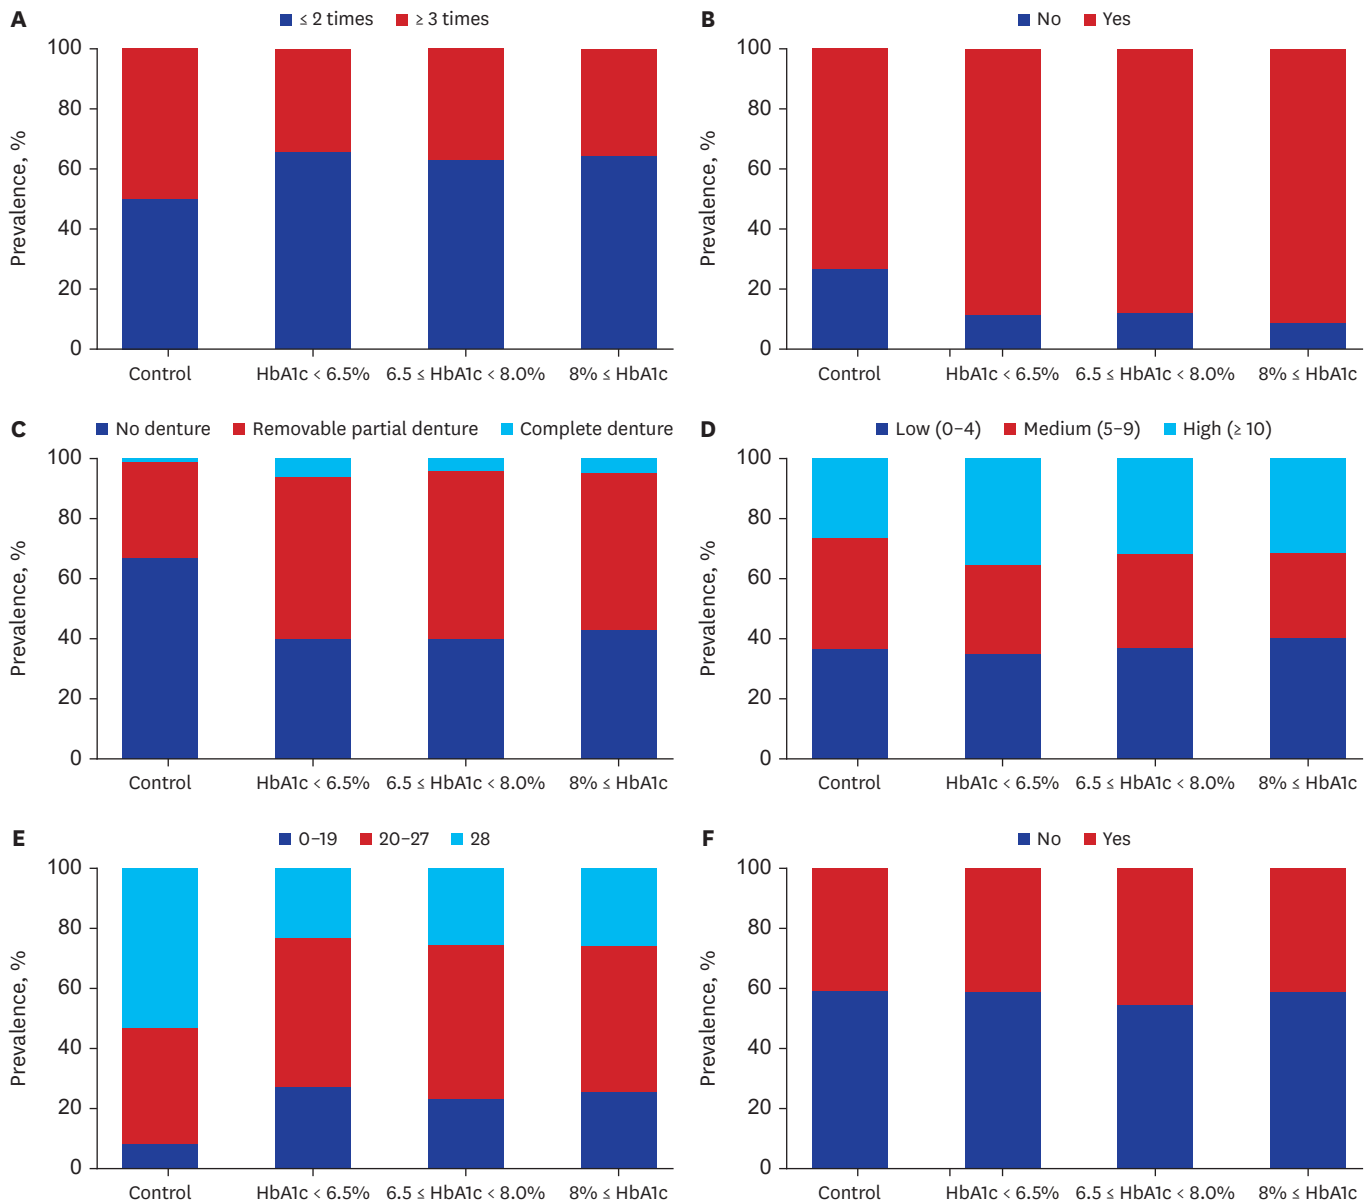 A
≤ 2 times ≥ 3 times
Prevalence, %
100
80
60
40
20
0
Control HbA1c < 6.5% 6.5 ≤ HbA1c < 8.0% 8% ≤ HbA1c
B
No Yes
Prevalence, %
100
80
60
40
20
0
Control HbA1c < 6.5% 6.5 ≤ HbA1c < 8.0% 8% ≤ HbA1c
C
No denture Removable partial denture Complete denture
Prevalence, %
100
80
60
40
20
0
Control HbA1c < 6.5% 6.5 ≤ HbA1c < 8.0% 8% ≤ HbA1c
D
Low (0–4) Medium (5–9) High (≥ 10)
Prevalence, %
100
80
60
40
20
0
Control HbA1c < 6.5% 6.5 ≤ HbA1c < 8.0% 8% ≤ HbA1c
E
0–19 20–27 28
Prevalence, %
100
80
60
40
20
0
Control HbA1c < 6.5% 6.5 ≤ HbA1c < 8.0% 8% ≤ HbA1c
F
No Yes
Prevalence, %
100
80
60
40
20
0
Control HbA1c < 6.5% 6.5 ≤ HbA1c < 8.0% 8% ≤ HbA1c